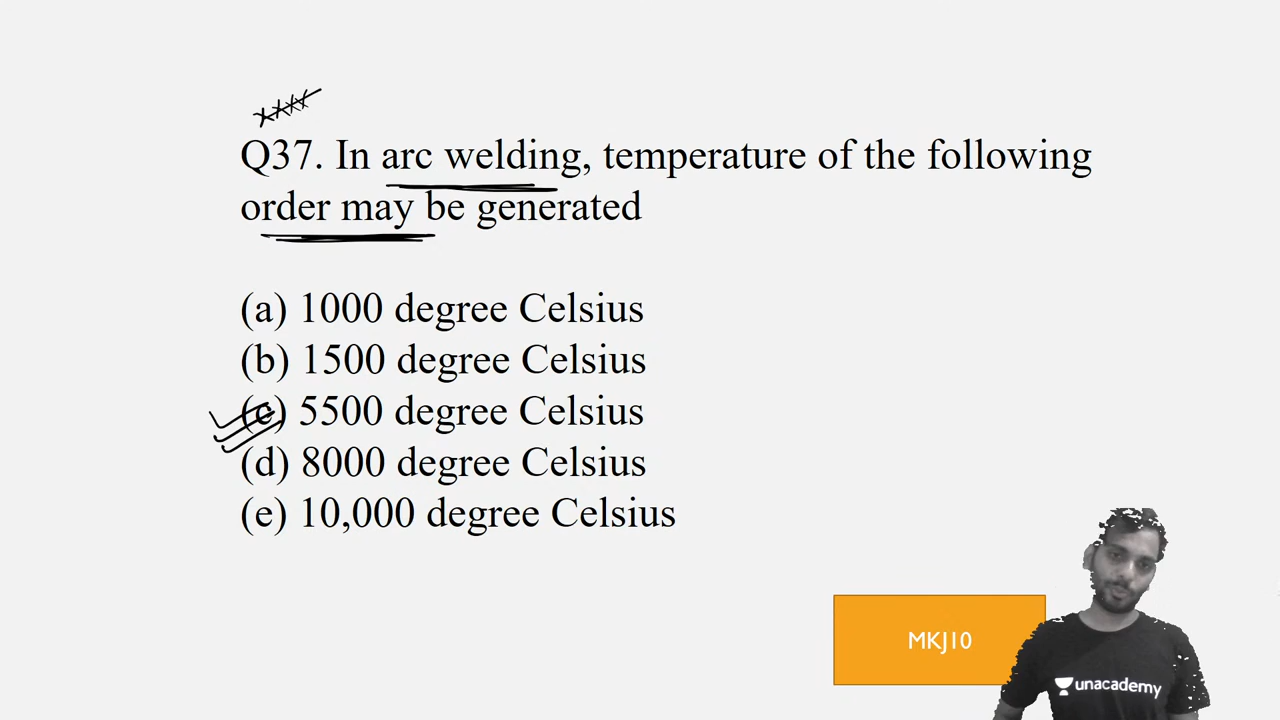 Q37. In arc welding, temperature of the following
order may be generated
(a) 1000 degree Celsius
(b) 1500 degree Celsius
(c) 5500 degree Celsius
(d) 8000 degree Celsius
(e) 10,000 degree Celsius
MKJ10
unacademy